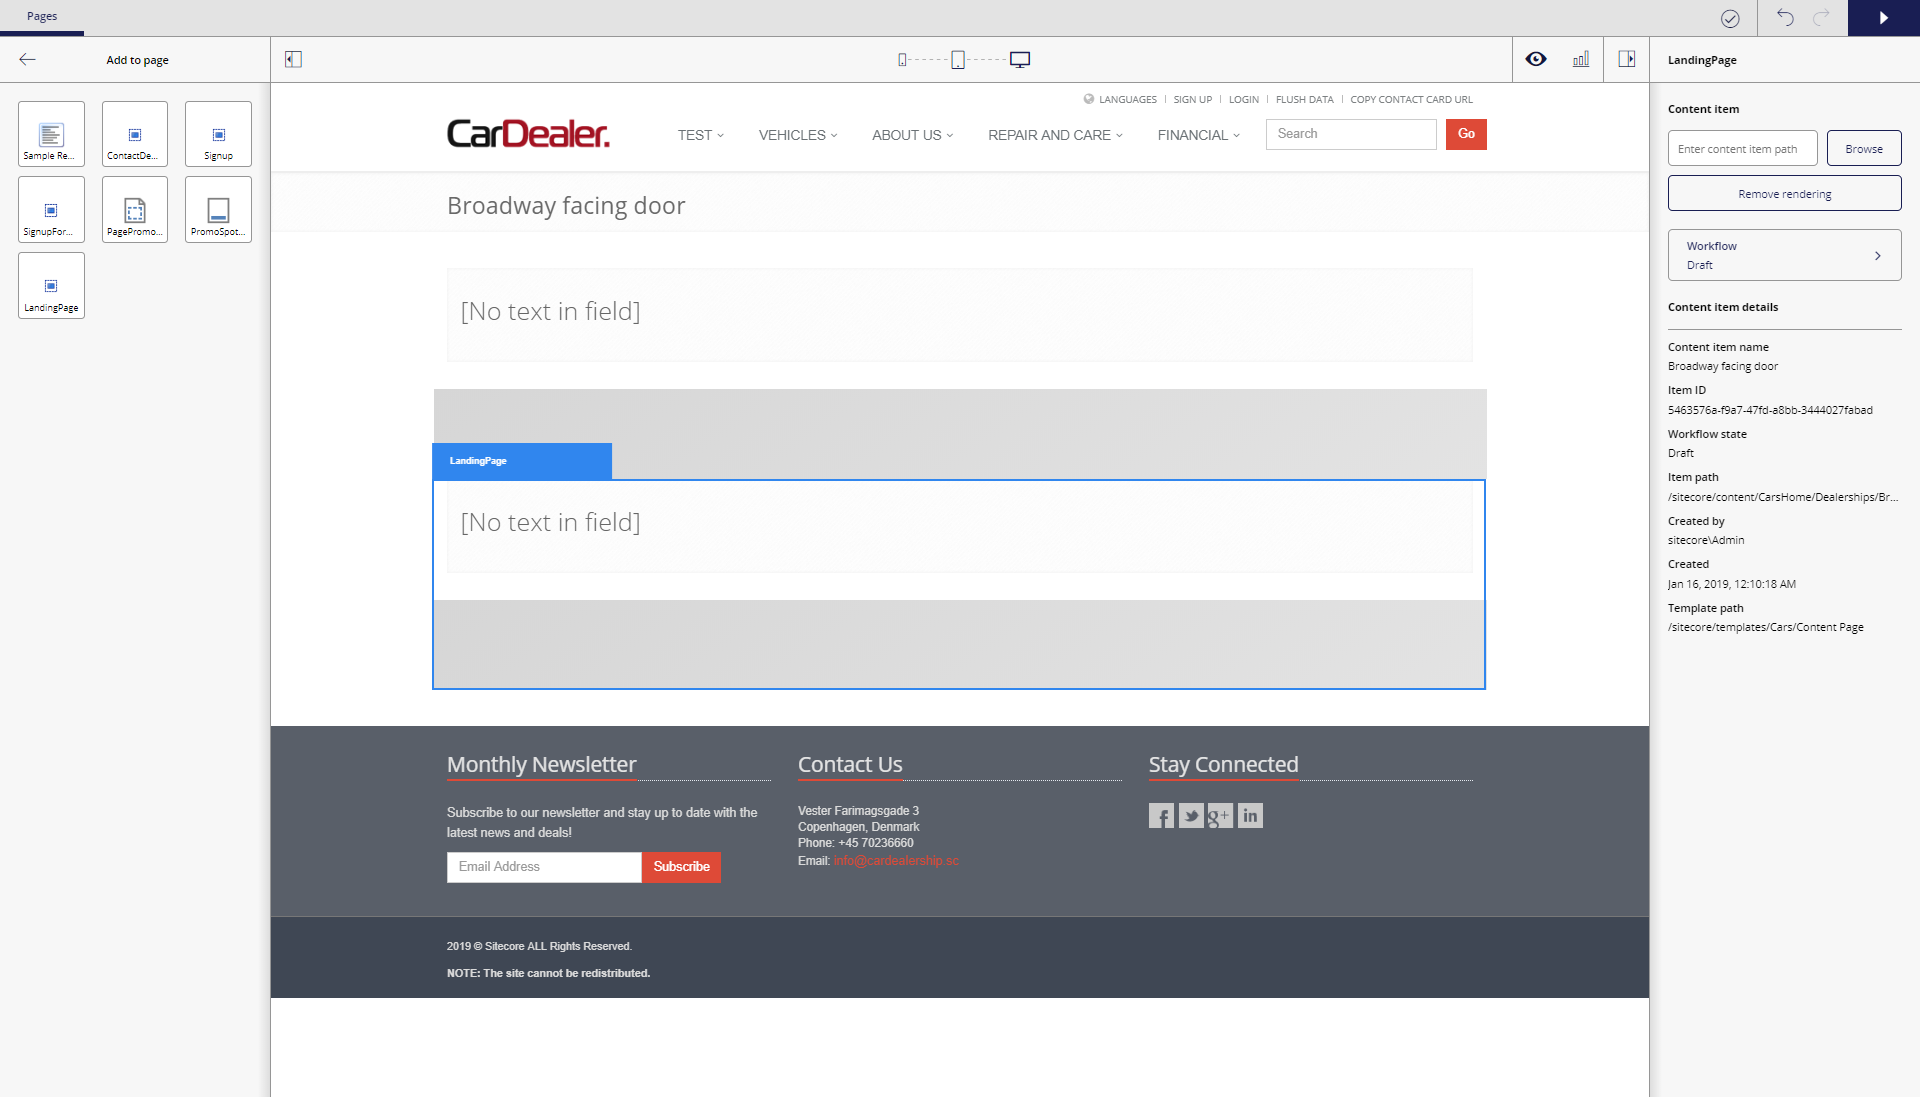 Pages
Add to page
LandingPage
Sample Re...
ContactDe...
Signup
SignupFor...
PagePromo...
PromoSpot...
LandingPage
LANGUAGES SIGN UP LOGIN FLUSH DATA COPY CONTACT CARD URL
CarDealer.
TEST VEHICLES ABOUT US REPAIR AND CARE FINANCIAL Search Go
Broadway facing door
[No text in field]
LandingPage
[No text in field]
Monthly Newsletter
Subscribe to our newsletter and stay up to date with the
latest news and deals!
Email Address Subscribe
Contact Us
Vester Farimagsgade 3
Copenhagen, Denmark
Phone: +45 70236660
Email: info@cardealership.sc
Stay Connected
2019 © Sitecore ALL Rights Reserved.
NOTE: The site cannot be redistributed.
Content item
Enter content item path Browse
Remove rendering
Workflow
Draft
Content item details
Content item name
Broadway facing door
Item ID
5463576a-f9a7-47fd-a8bb-3444027fabad
Workflow state
Draft
Item path
/sitecore/content/CarsHome/Dealerships/Br...
Created by
sitecore\Admin
Created
Jan 16, 2019, 12:10:18 AM
Template path
/sitecore/templates/Cars/Content Page